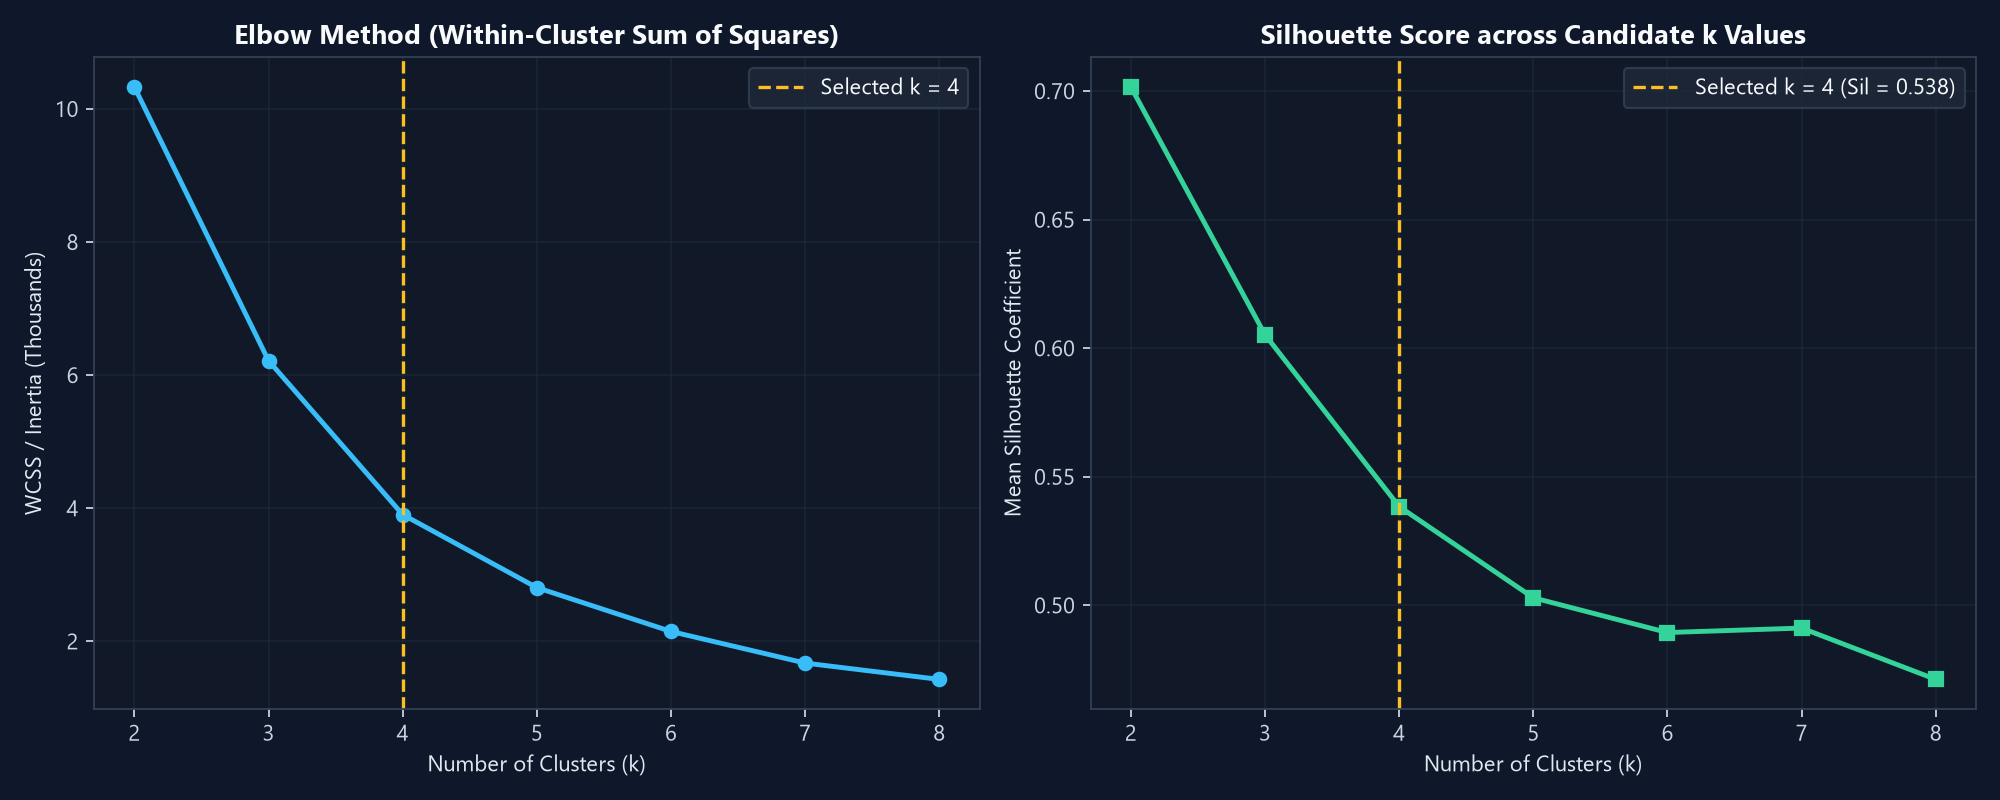 Elbow Method (Within-Cluster Sum of Squares)
Selected k = 4
WCSS / Inertia (Thousands)
10
8
6
4
2
2 3 4 5 6 7 8
Number of Clusters (k)
Silhouette Score across Candidate k Values
Selected k = 4 (Sil = 0.538)
Mean Silhouette Coefficient
0.70
0.65
0.60
0.55
0.50
2 3 4 5 6 7 8
Number of Clusters (k)